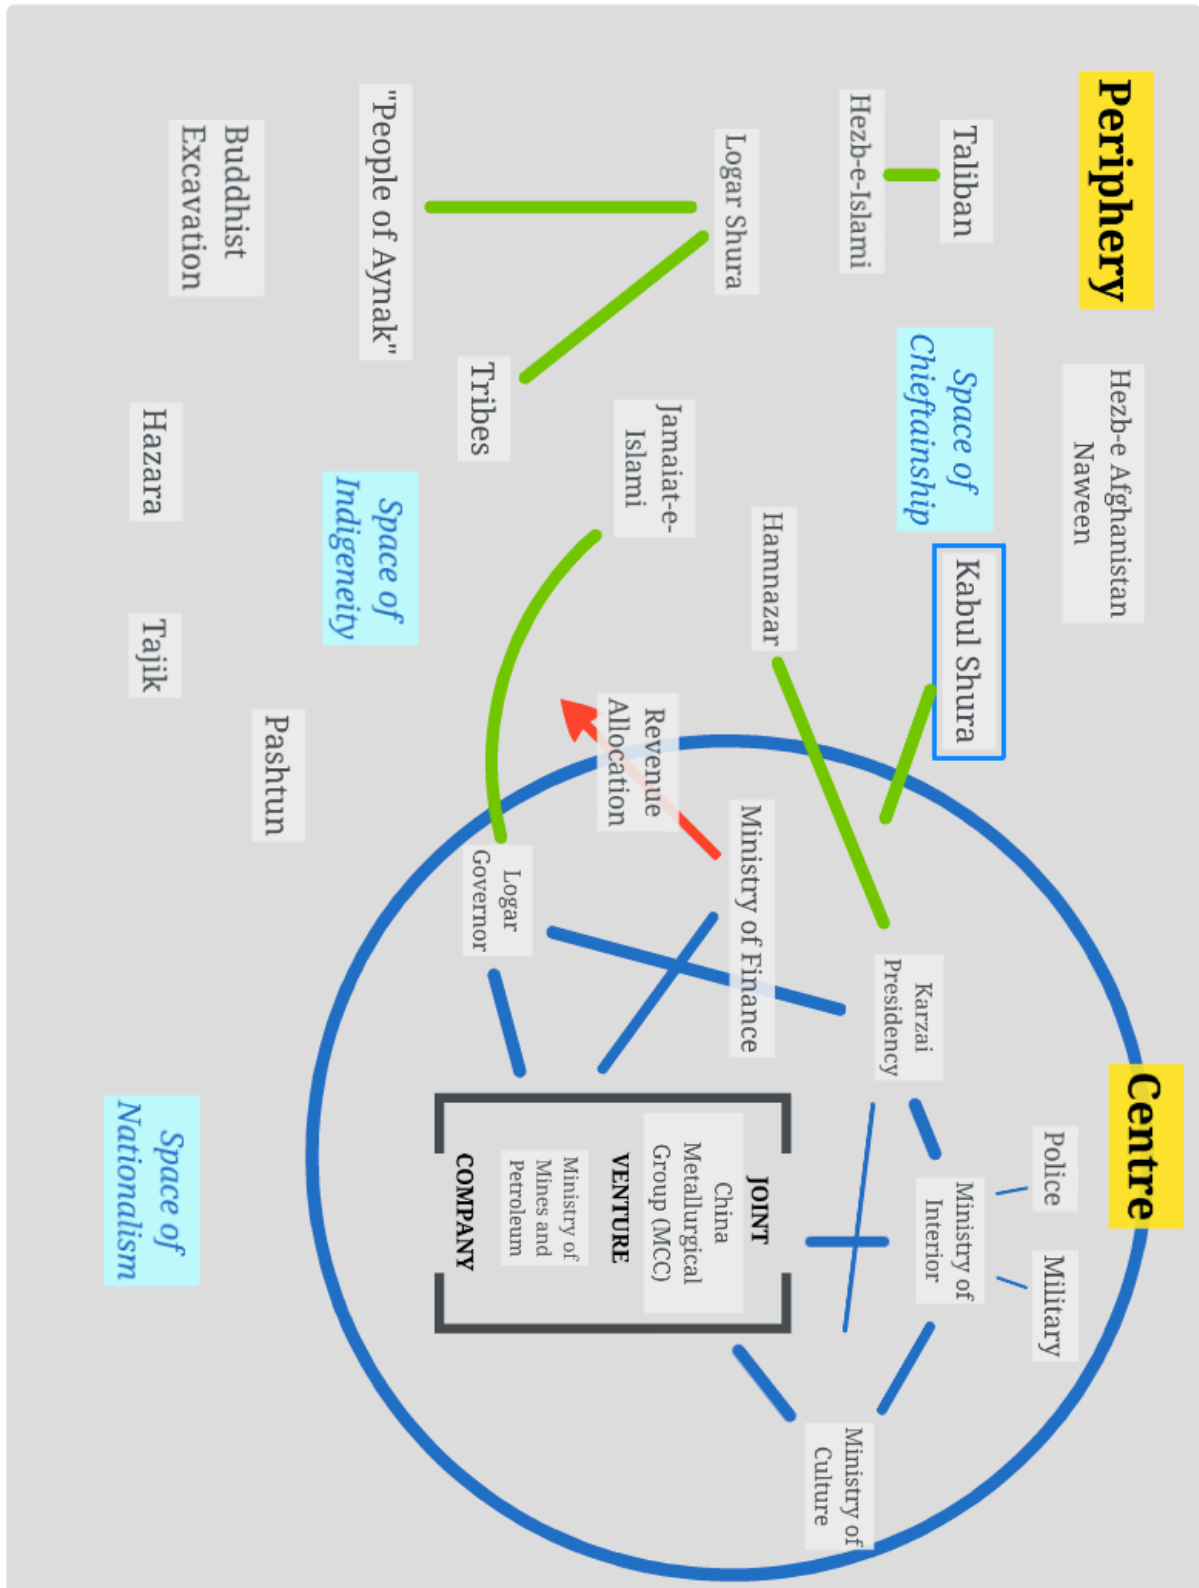 Periphery
Centre
Hezb-e Afghanistan
Naween
Police
Military
Taliban
Space of
Chieftainship
Kabul Shura
Hezb-e-Islami
Karzai
Presidency
Ministry of
Interior
Hamnazar
Ministry of
Culture
Logar Shura
Ministry of Finance
Jamaiat-e-
Islami
Revenue
Allocation
JOINT
China
Metallurgical
Group (MCC)
VENTURE
Ministry of
Mines and
Petroleum
COMPANY
Tribes
Logar
Governor
"People of Aynak"
Space of
Indigeneity
Pashtun
Buddhist
Excavation
Hazara
Tajik
Space of
Nationalism